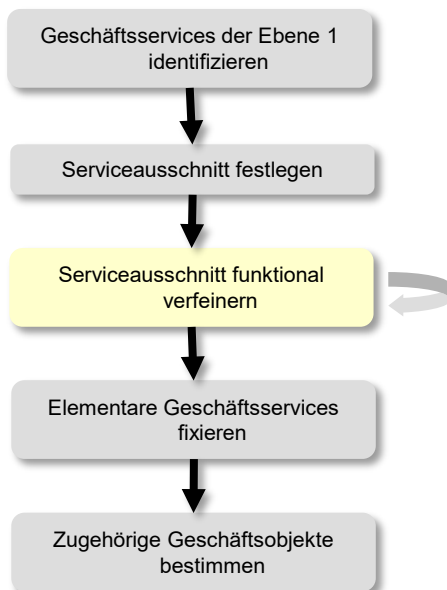 Geschäftsservices der Ebene 1
identifizieren
Serviceausschnitt festlegen
Serviceausschnitt funktional
verfeinern
Elementare Geschäftsservices
fixieren
Zugehörige Geschäftsobjekte
bestimmen